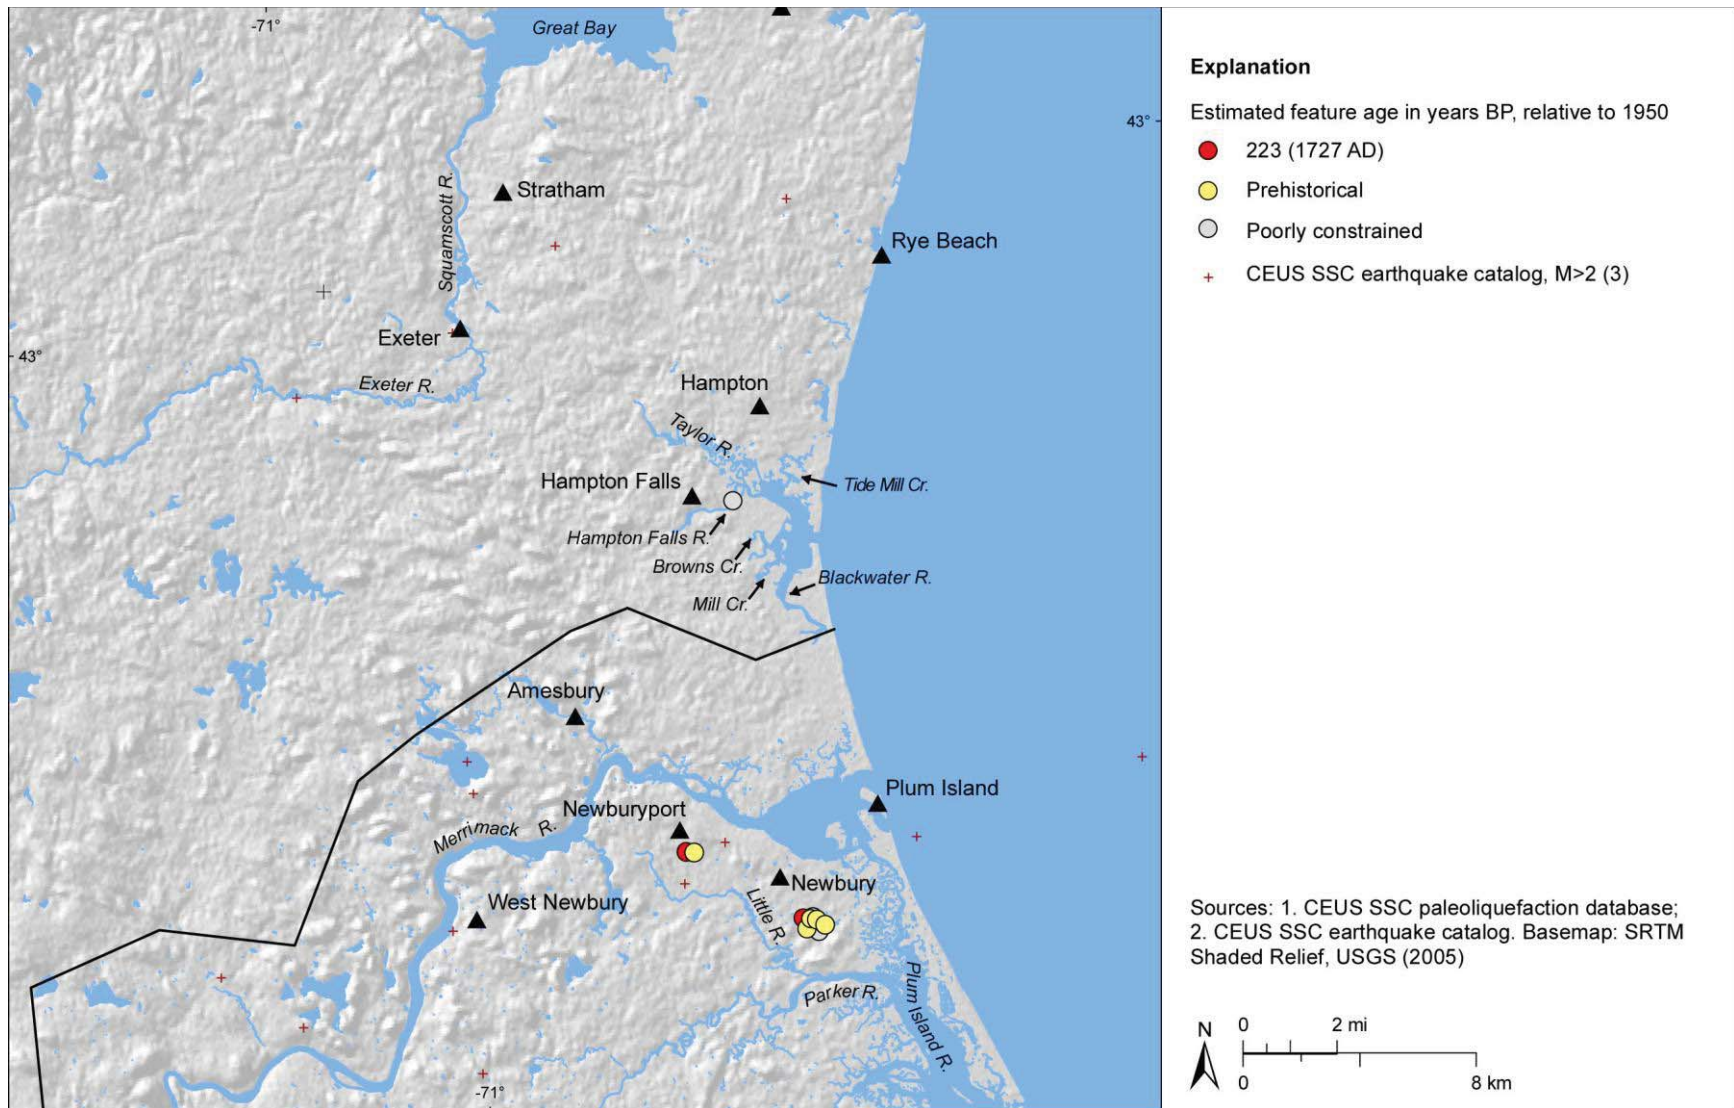 -71°
Great Bay
43°
Squamscott R.
Stratham
Rye Beach
Exeter
43°
Exeter R.
Hampton
Taylor R.
Hampton Falls
Tide Mill Cr.
Hampton Falls R.
Browns Cr.
Blackwater R.
Mill Cr.
Amesbury
Plum Island
Newburyport
Merrimack R.
Newbury
West Newbury
Little R.
Parker R.
Plum Island R.
-71°
Explanation
Estimated feature age in years BP, relative to 1950
223 (1727 AD)
Prehistorical
Poorly constrained
CEUS SSC earthquake catalog, M>2 (3)
Sources: 1. CEUS SSC paleoliquefaction database;
2. CEUS SSC earthquake catalog. Basemap: SRTM
Shaded Relief, USGS (2005)
N
0 2 mi
0 8 km